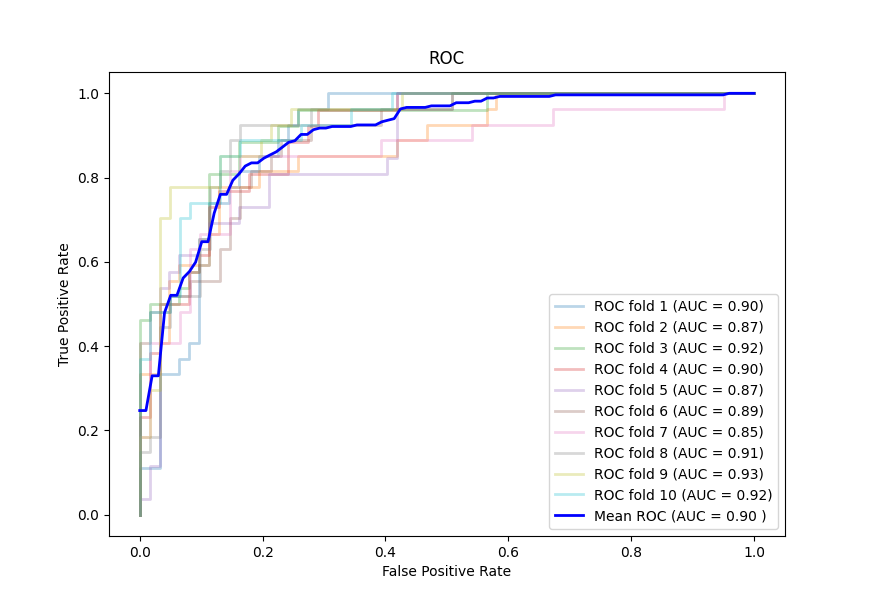 ROC
1.0
0.8
0.6
0.4
0.2
0.0
True Positive Rate
ROC fold 1 (AUC = 0.90)
ROC fold 2 (AUC = 0.87)
ROC fold 3 (AUC = 0.92)
ROC fold 4 (AUC = 0.90)
ROC fold 5 (AUC = 0.87)
ROC fold 6 (AUC = 0.89)
ROC fold 7 (AUC = 0.85)
ROC fold 8 (AUC = 0.91)
ROC fold 9 (AUC = 0.93)
ROC fold 10 (AUC = 0.92)
Mean ROC (AUC = 0.90 )
0.0 0.2 0.4 0.6 0.8 1.0
False Positive Rate